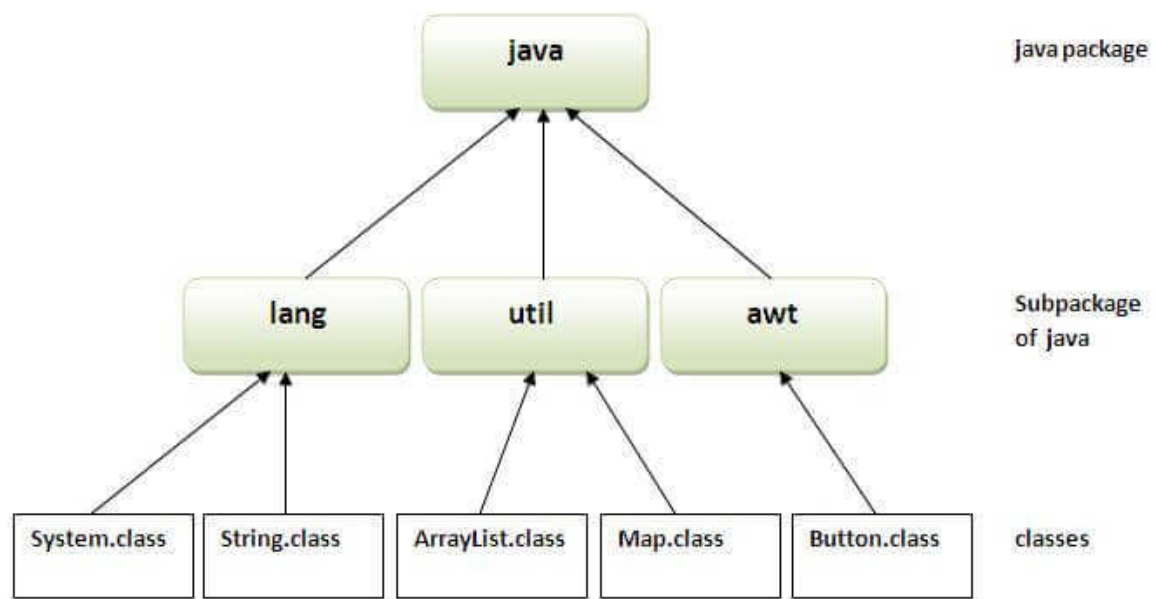 java
java package
lang
util
awt
Subpackage
of java
System.class
String.class
ArrayList.class
Map.class
Button.class
classes